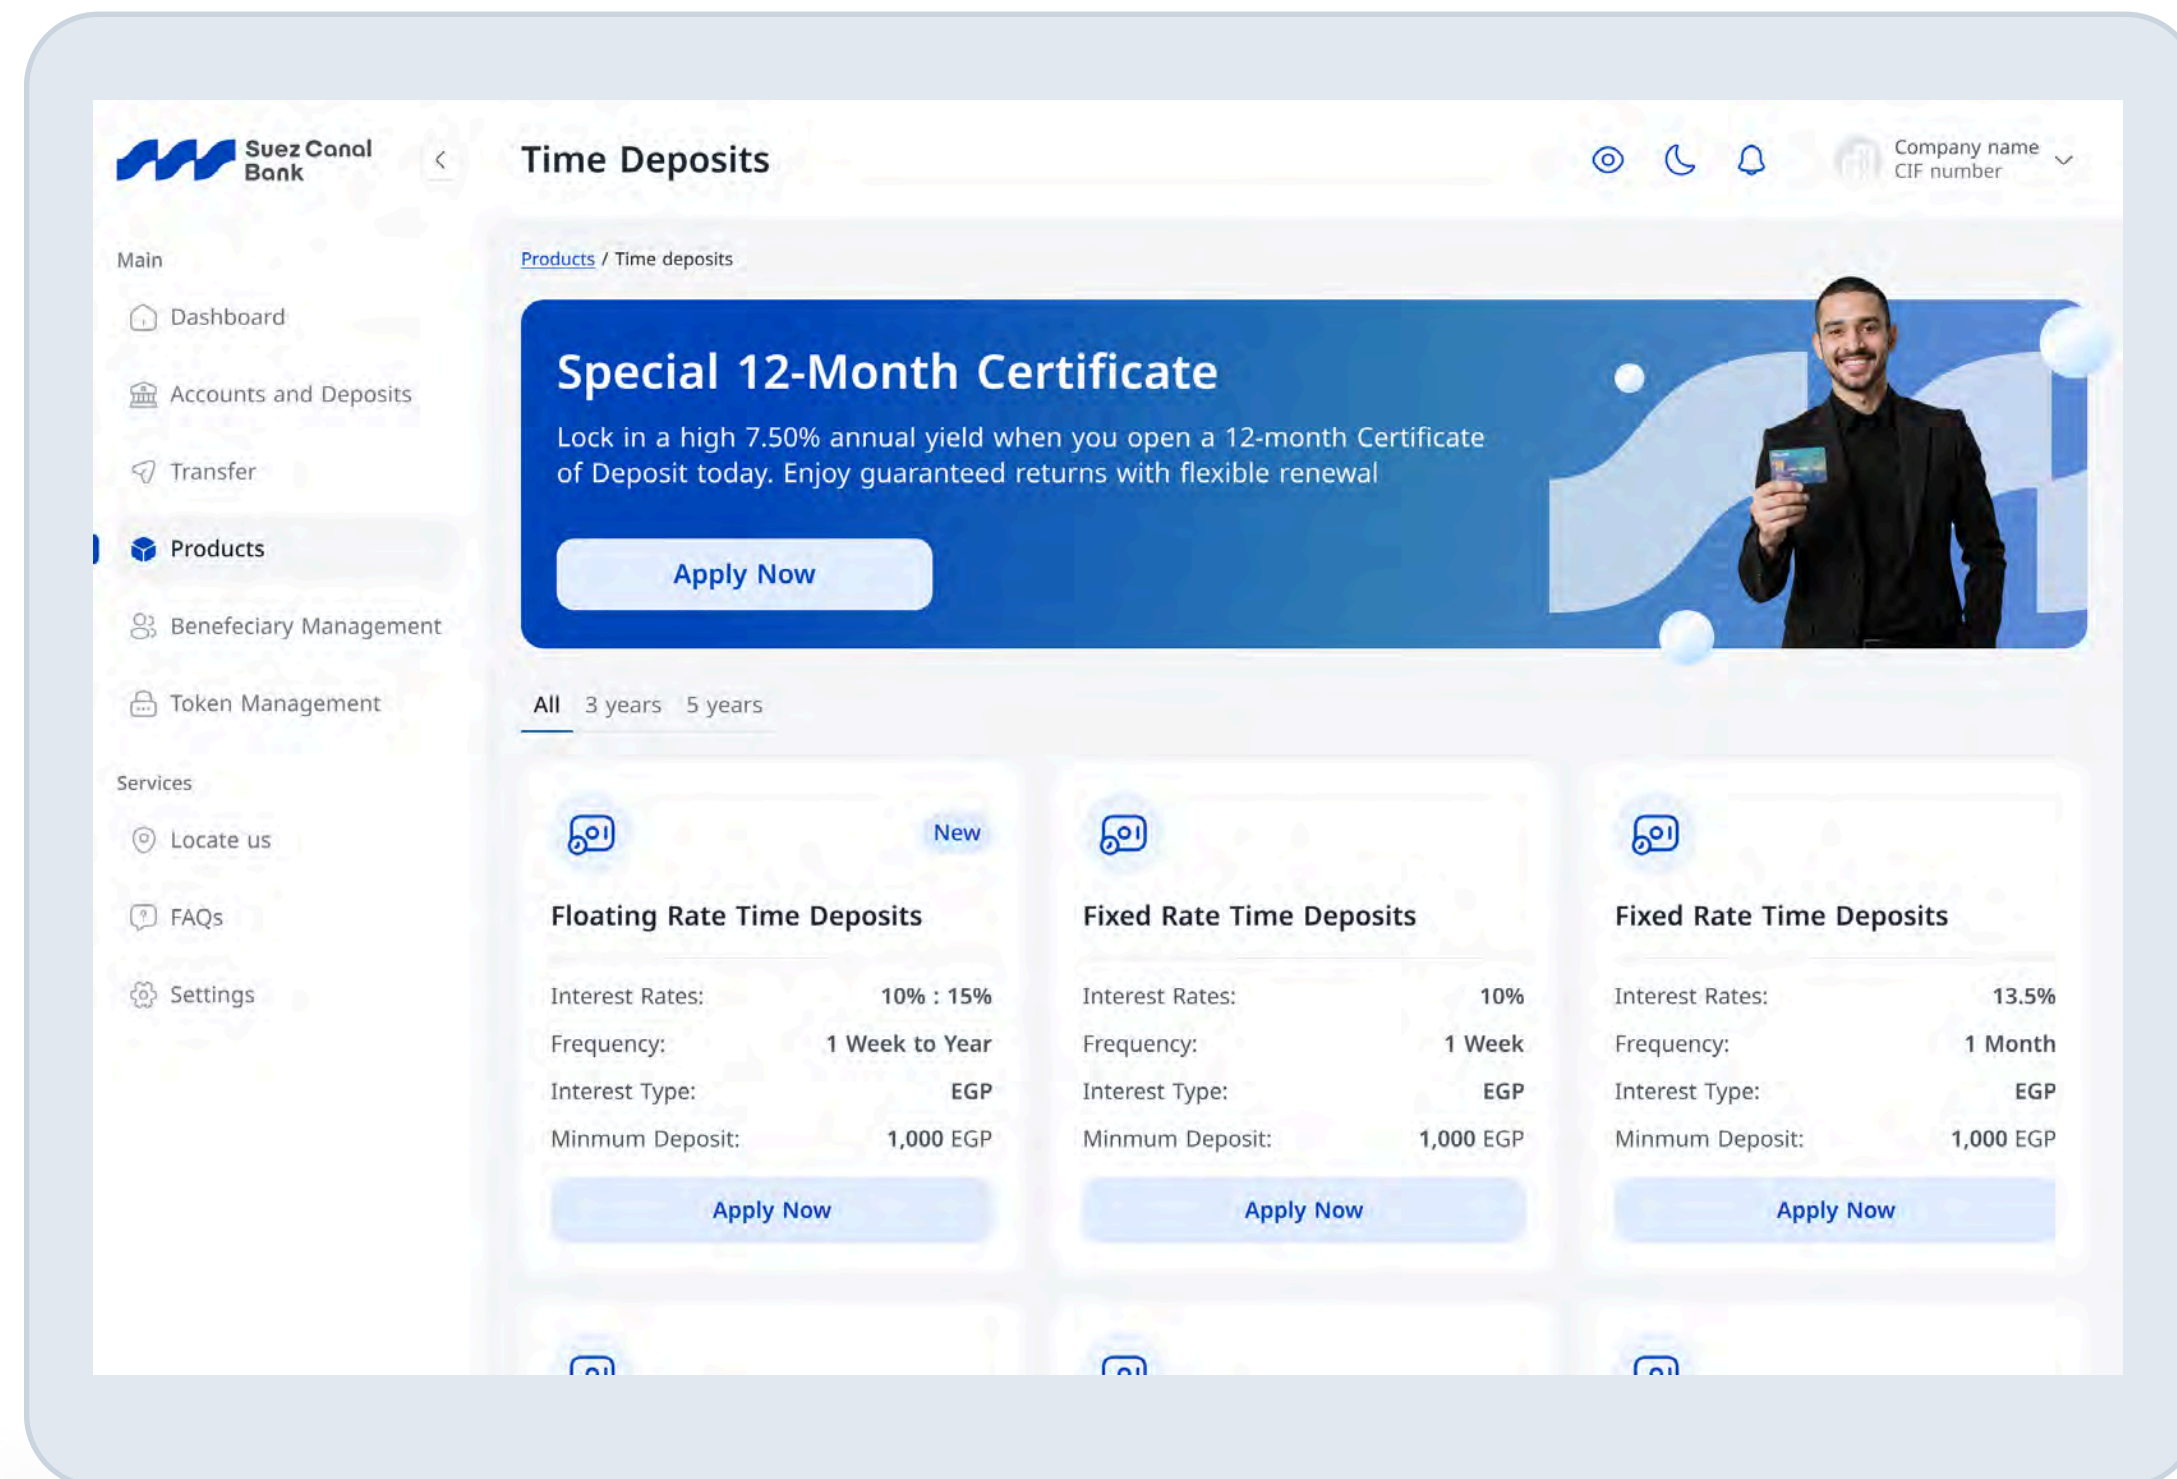 Suez Canal
Bank
Time Deposits
Company name
CIF number
Main
Dashboard
Accounts and Deposits
Transfer
Products
Benefeciary Management
Token Management
Services
Locate us
FAQs
Settings
Products / Time deposits
Special 12-Month Certificate
Lock in a high 7.50% annual yield when you open a 12-month Certificate
of Deposit today. Enjoy guaranteed returns with flexible renewal
Apply Now
All 3 years 5 years
New
Floating Rate Time Deposits
Interest Rates: 10% : 15%
Frequency: 1 Week to Year
Interest Type: EGP
Minmum Deposit: 1,000 EGP
Apply Now
Fixed Rate Time Deposits
Interest Rates: 10%
Frequency: 1 Week
Interest Type: EGP
Minmum Deposit: 1,000 EGP
Apply Now
Fixed Rate Time Deposits
Interest Rates: 13.5%
Frequency: 1 Month
Interest Type: EGP
Minmum Deposit: 1,000 EGP
Apply Now